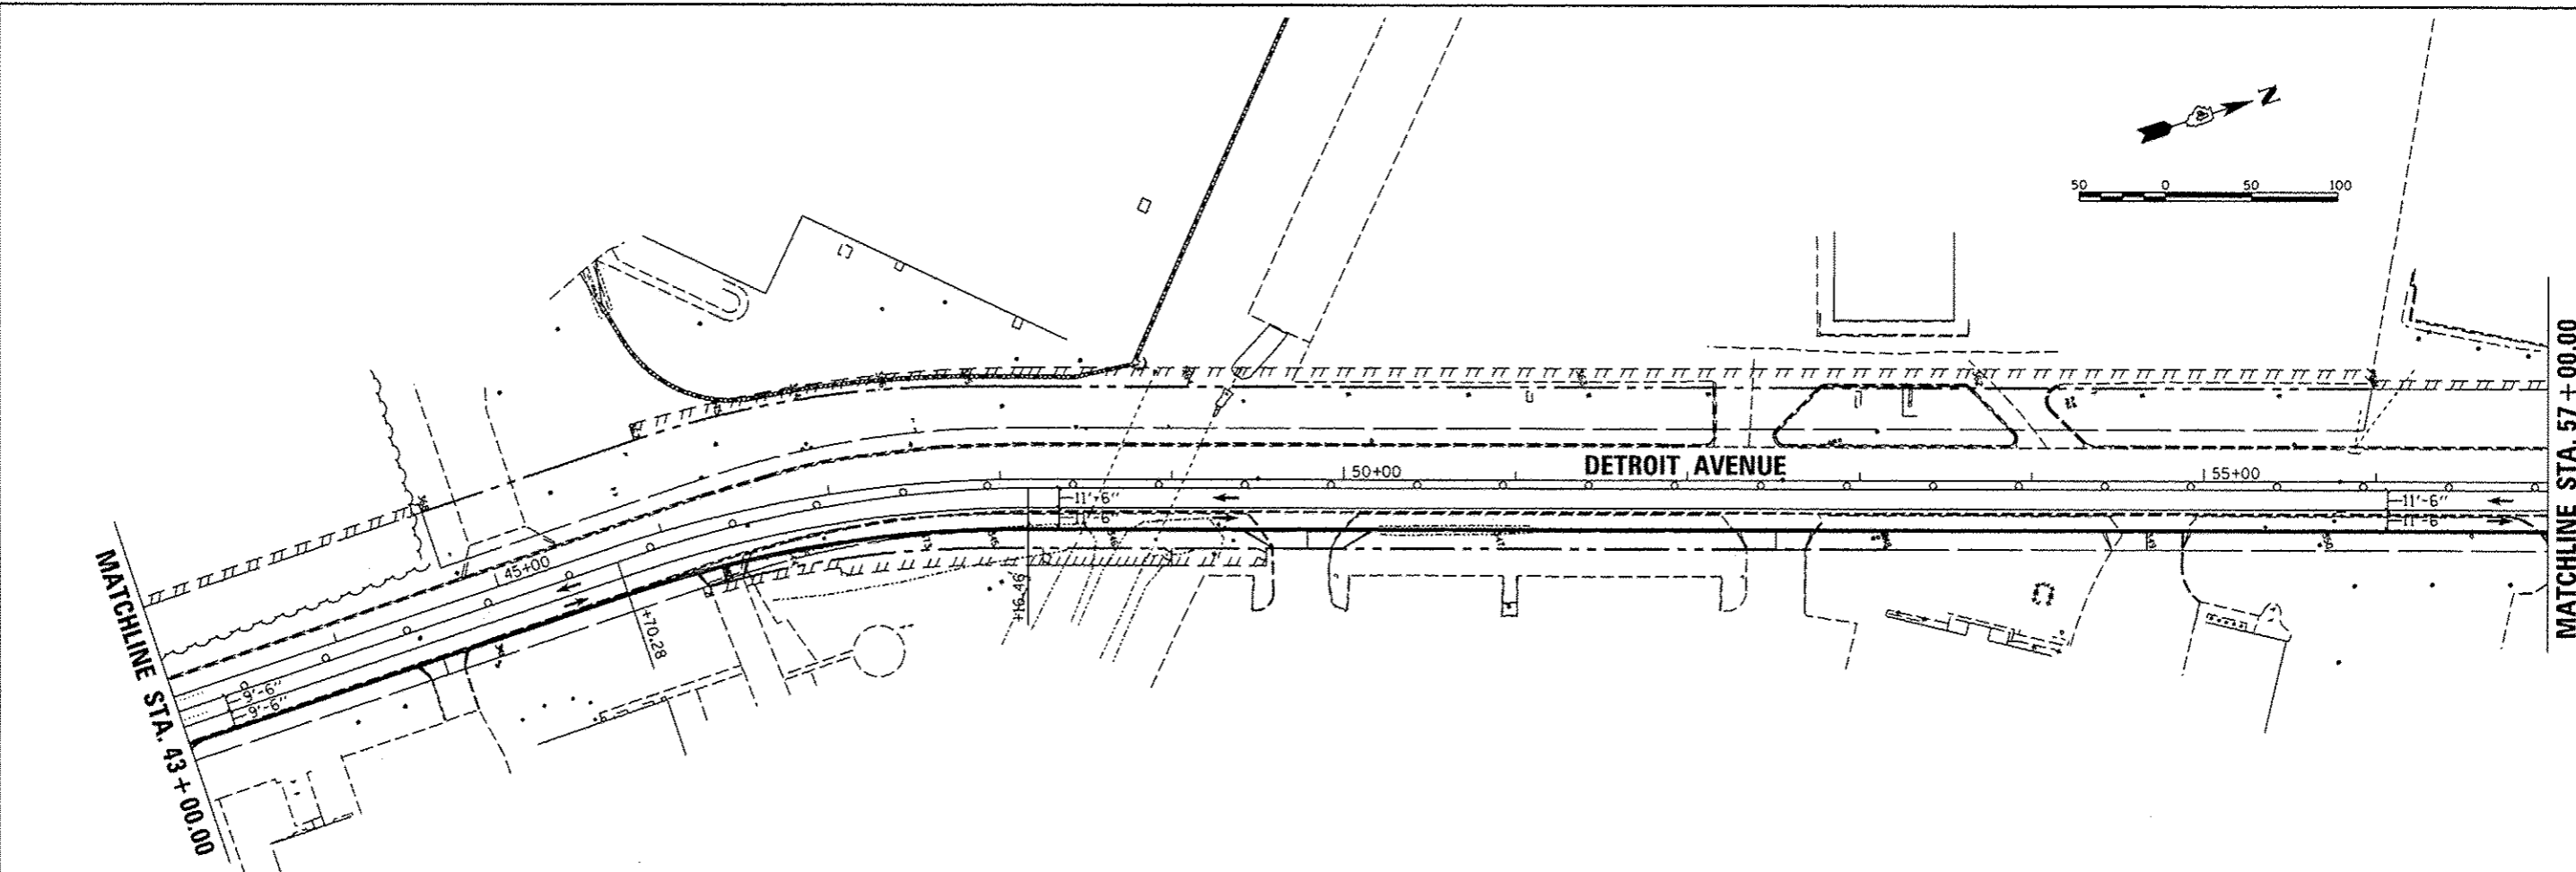 N
50 0 50 100
MATCHLINE STA. 43+00.00
45+00
9'-6"
9'-6"
+70.28
+16.46
11'-6"
11'-6"
50+00
DETROIT AVENUE
55+00
11'-6"
11'-6"
MATCHLINE STA. 57+00.00